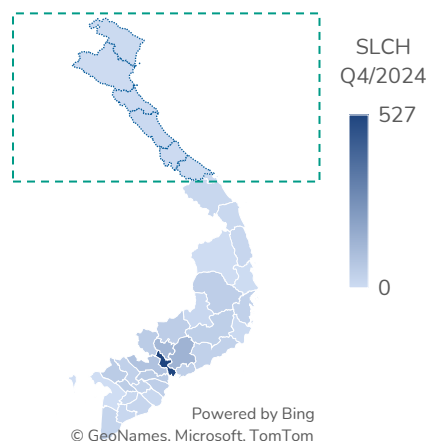 SLCH
Q4/2024
527
0
Powered by Bing
© GeoNames, Microsoft, TomTom